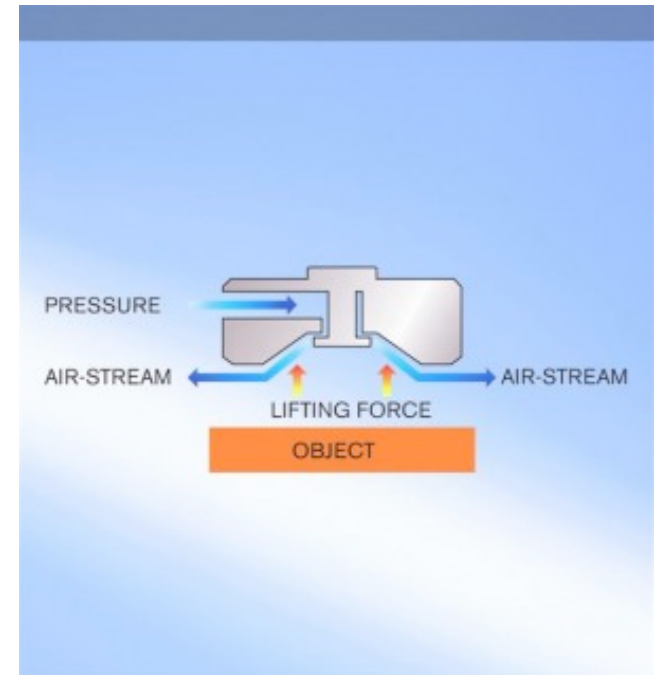 PRESSURE
AIR-STREAM
AIR-STREAM
LIFTING FORCE
OBJECT